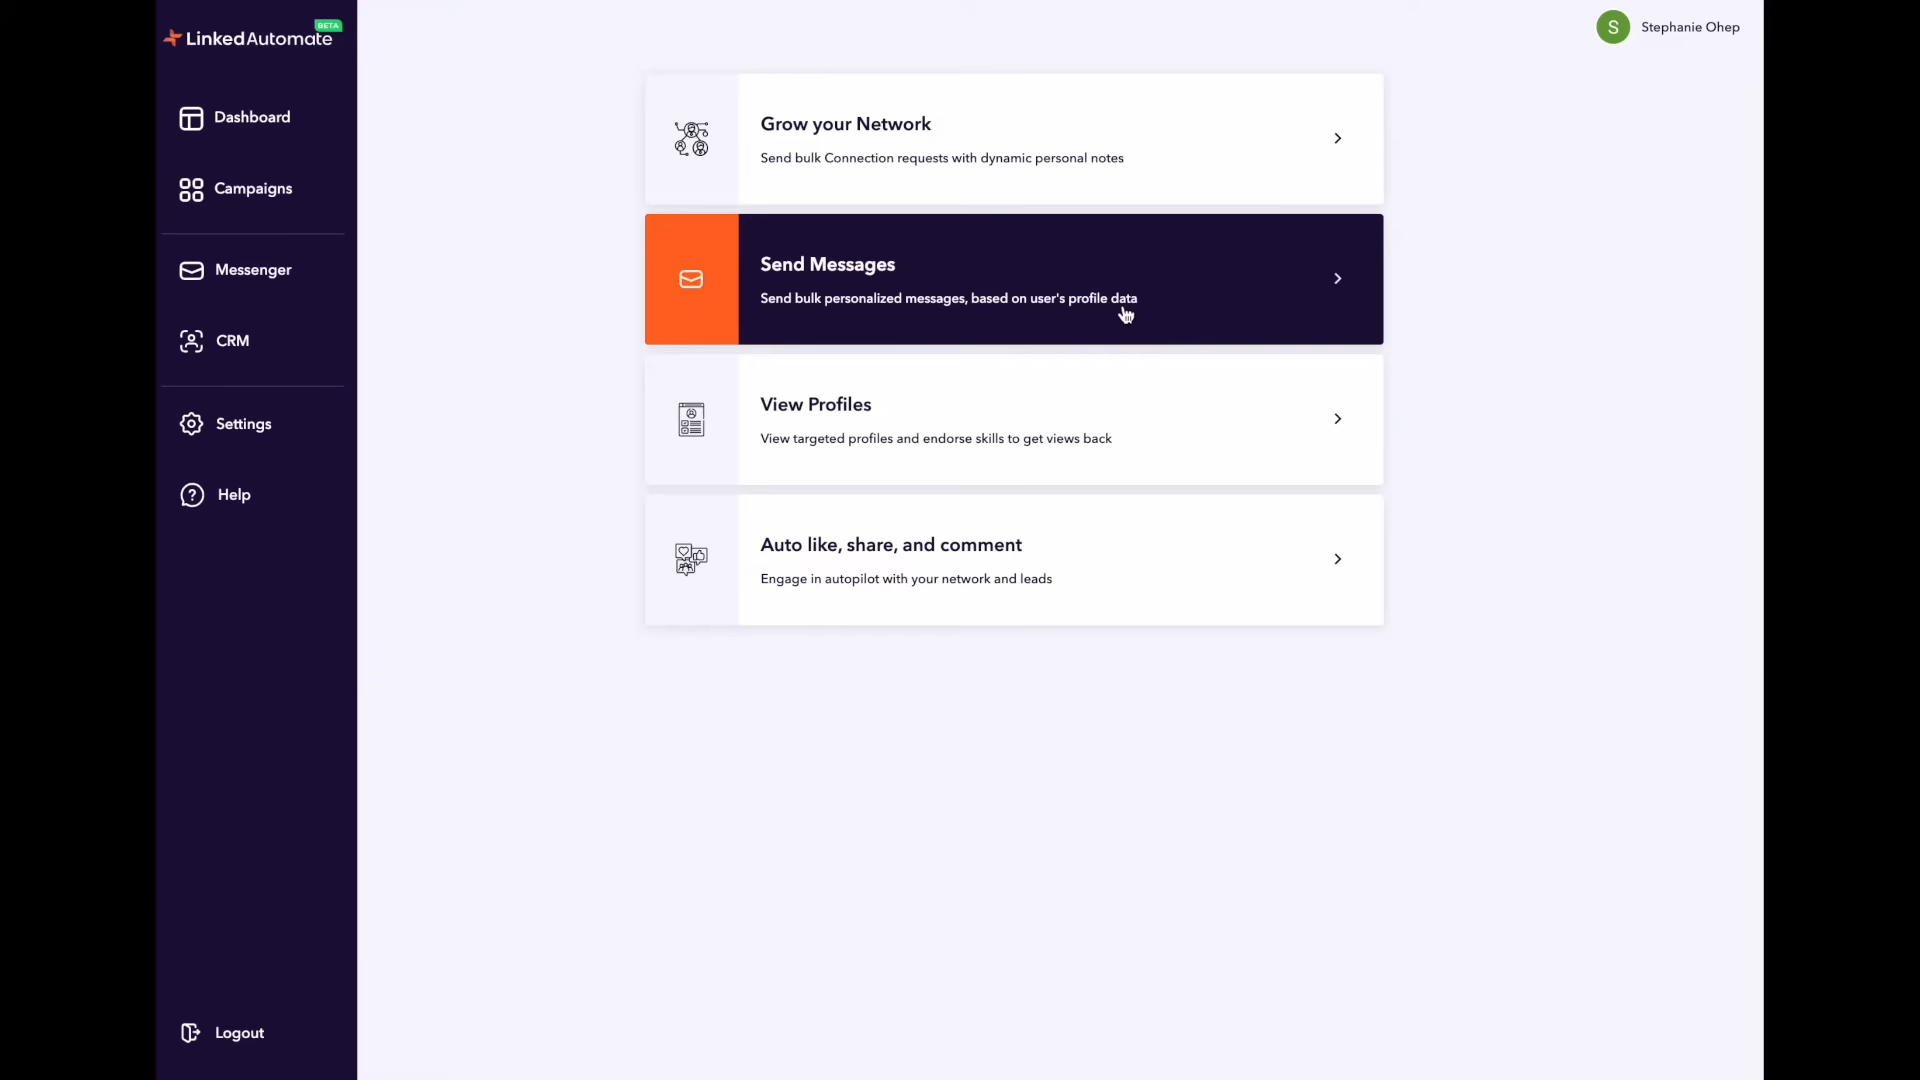 LinkedAutomate BETA
Dashboard
Campaigns
Messenger
CRM
Settings
Help
Logout
S Stephanie Ohep
Grow your Network
Send bulk Connection requests with dynamic personal notes
Send Messages
Send bulk personalized messages, based on user's profile data
View Profiles
View targeted profiles and endorse skills to get views back
Auto like, share, and comment
Engage in autopilot with your network and leads